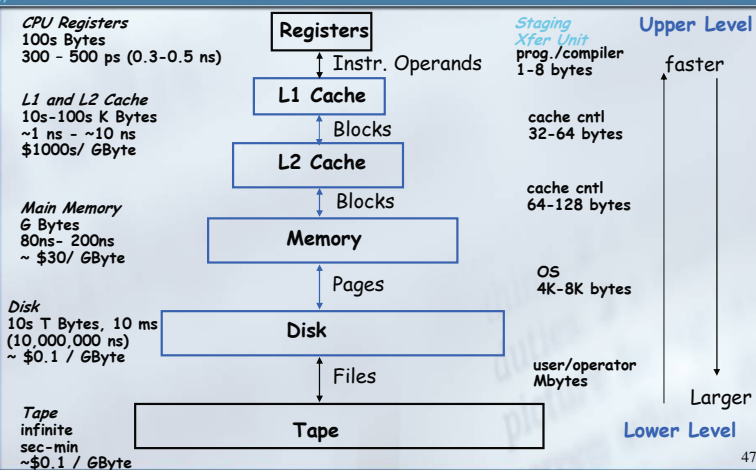 CPU Registers
100s Bytes
300 - 500 ps (0.3-0.5 ns)
Registers
Staging
Xfer Unit
Upper Level
Instr. Operands
prog./compiler
1-8 bytes
faster
L1 and L2 Cache
10s-100s K Bytes
~1 ns - ~10 ns
$1000s/ GByte
L1 Cache
Blocks
cache cntl
32-64 bytes
L2 Cache
Blocks
cache cntl
64-128 bytes
Main Memory
G Bytes
80ns- 200ns
~ $30/ GByte
Memory
Pages
OS
4K-8K bytes
Disk
10s T Bytes, 10 ms
(10,000,000 ns)
~ $0.1 / GByte
Disk
Files
user/operator
Mbytes
Larger
Tape
infinite
sec-min
~$0.1 / GByte
Tape
Lower Level
47